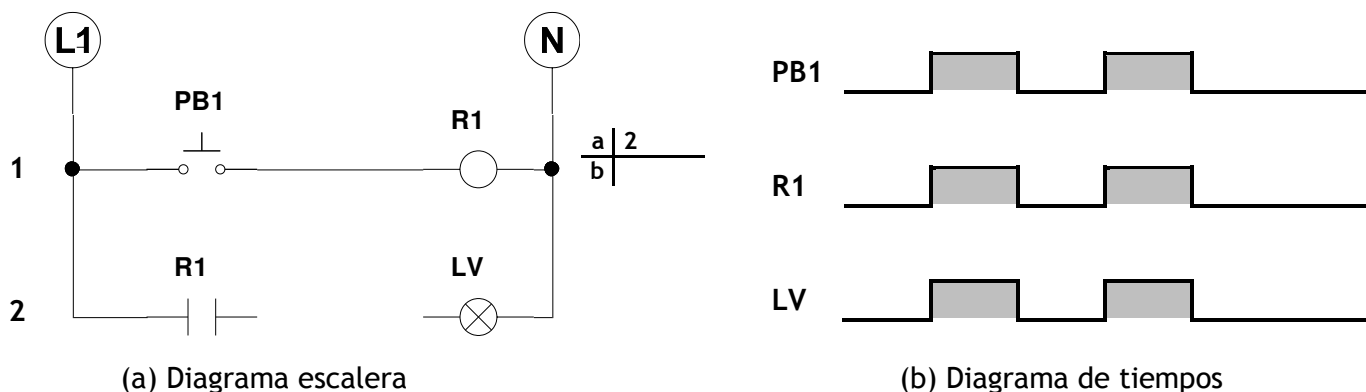 L1 N
PB1 R1
1 a 2
b
R1 LV
2
(a) Diagrama escalera
PB1
R1
LV
(b) Diagrama de tiempos